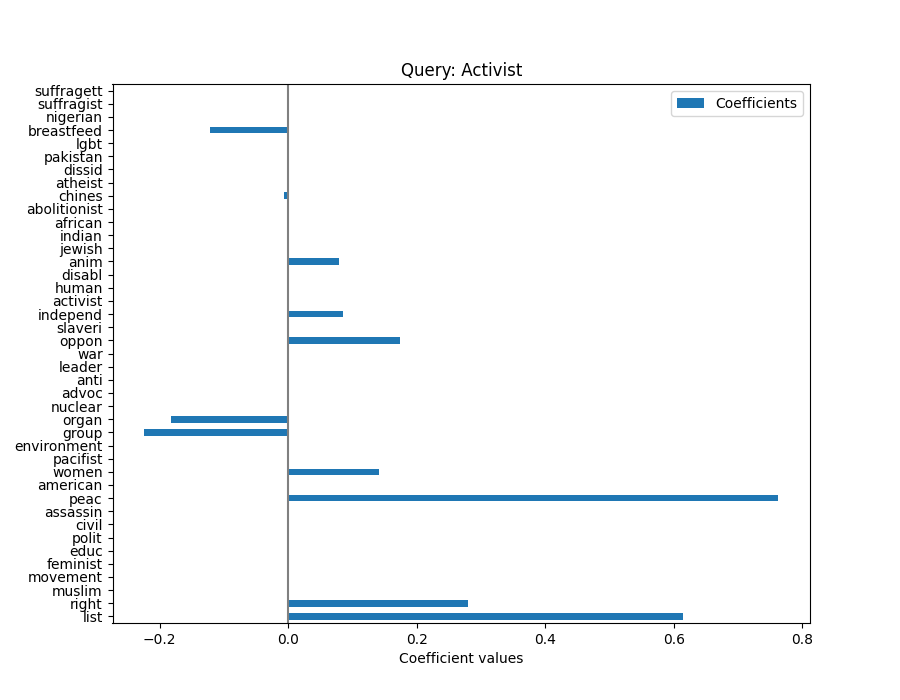 Query: Activist
Coefficients
suffragett
suffragist
nigerian
breastfeed
lgbt
pakistan
dissid
atheist
chines
abolitionist
african
indian
jewish
anim
disabl
human
activist
independ
slaveri
oppon
war
leader
anti
advoc
nuclear
organ
group
environment
pacifist
women
american
peac
assassin
civil
polit
educ
feminist
movement
muslim
right
list
−0.2 0.0 0.2 0.4 0.6 0.8
Coefficient values